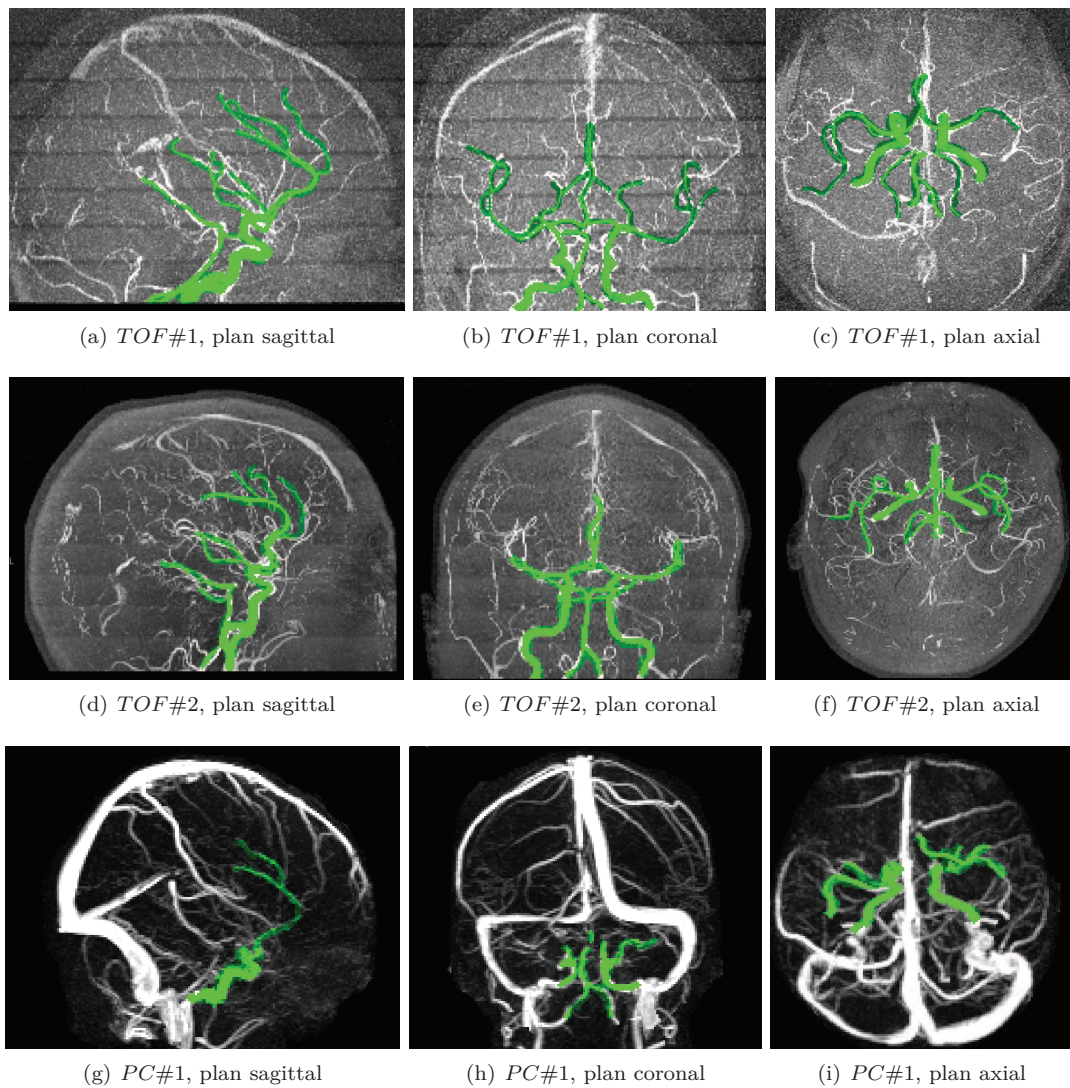 (a) TOF#1, plan sagittal
(b) TOF#1, plan coronal
(c) TOF#1, plan axial
(d) TOF#2, plan sagittal
(e) TOF#2, plan coronal
(f) TOF#2, plan axial
(g) PC#1, plan sagittal
(h) PC#1, plan coronal
(i) PC#1, plan axial